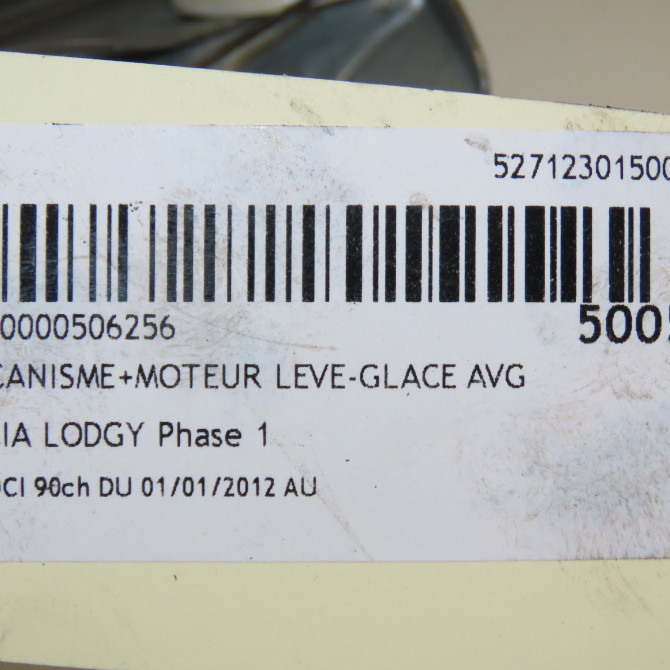 52712301500
0000506256
500
CANISME+MOTEUR LEVE-GLACE AVG
IA LODGY Phase 1
CI 90ch DU 01/01/2012 AU